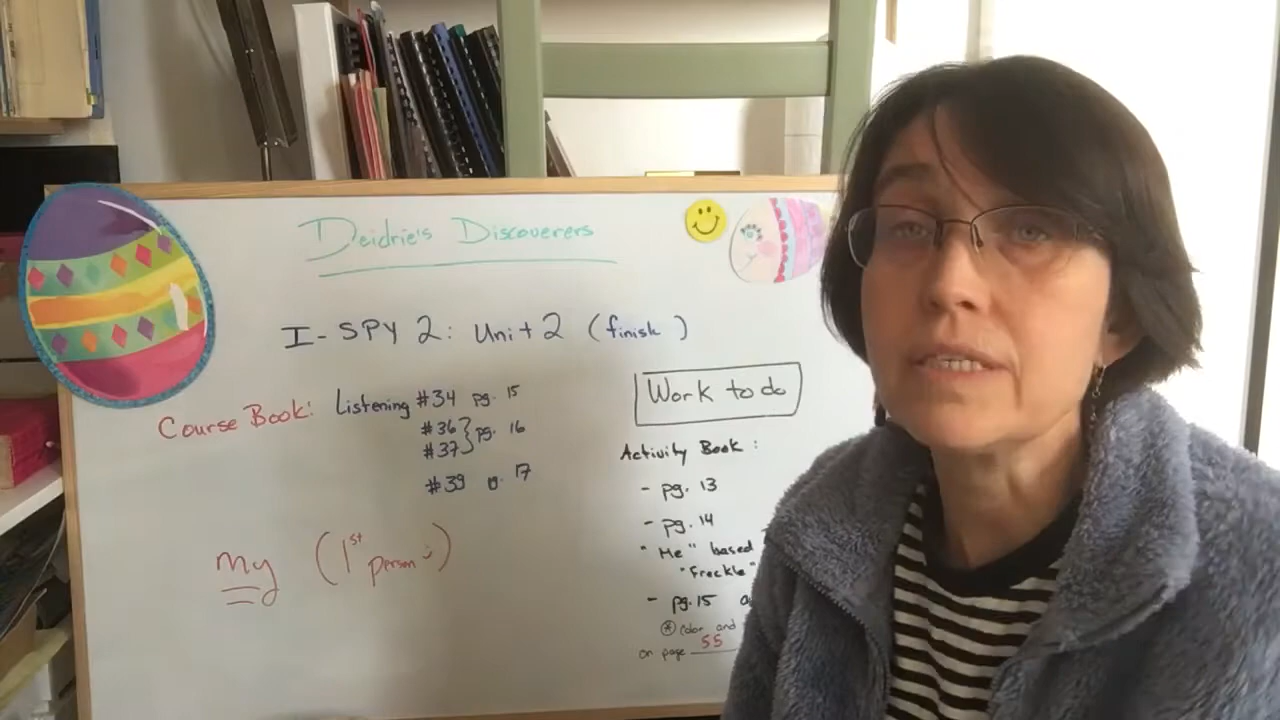 Deidrie's Discoverers
I-SPY 2: Unit 2 (finish )
Course Book: Listening #34 pg. 15
#36
#37 } pg. 16
#39 g. 17
my (1st person)
Work to do
Activity Book :
- pg. 13
- pg. 14
"Me" based
"Freckle"
- pg. 15
* Color and
on page 55